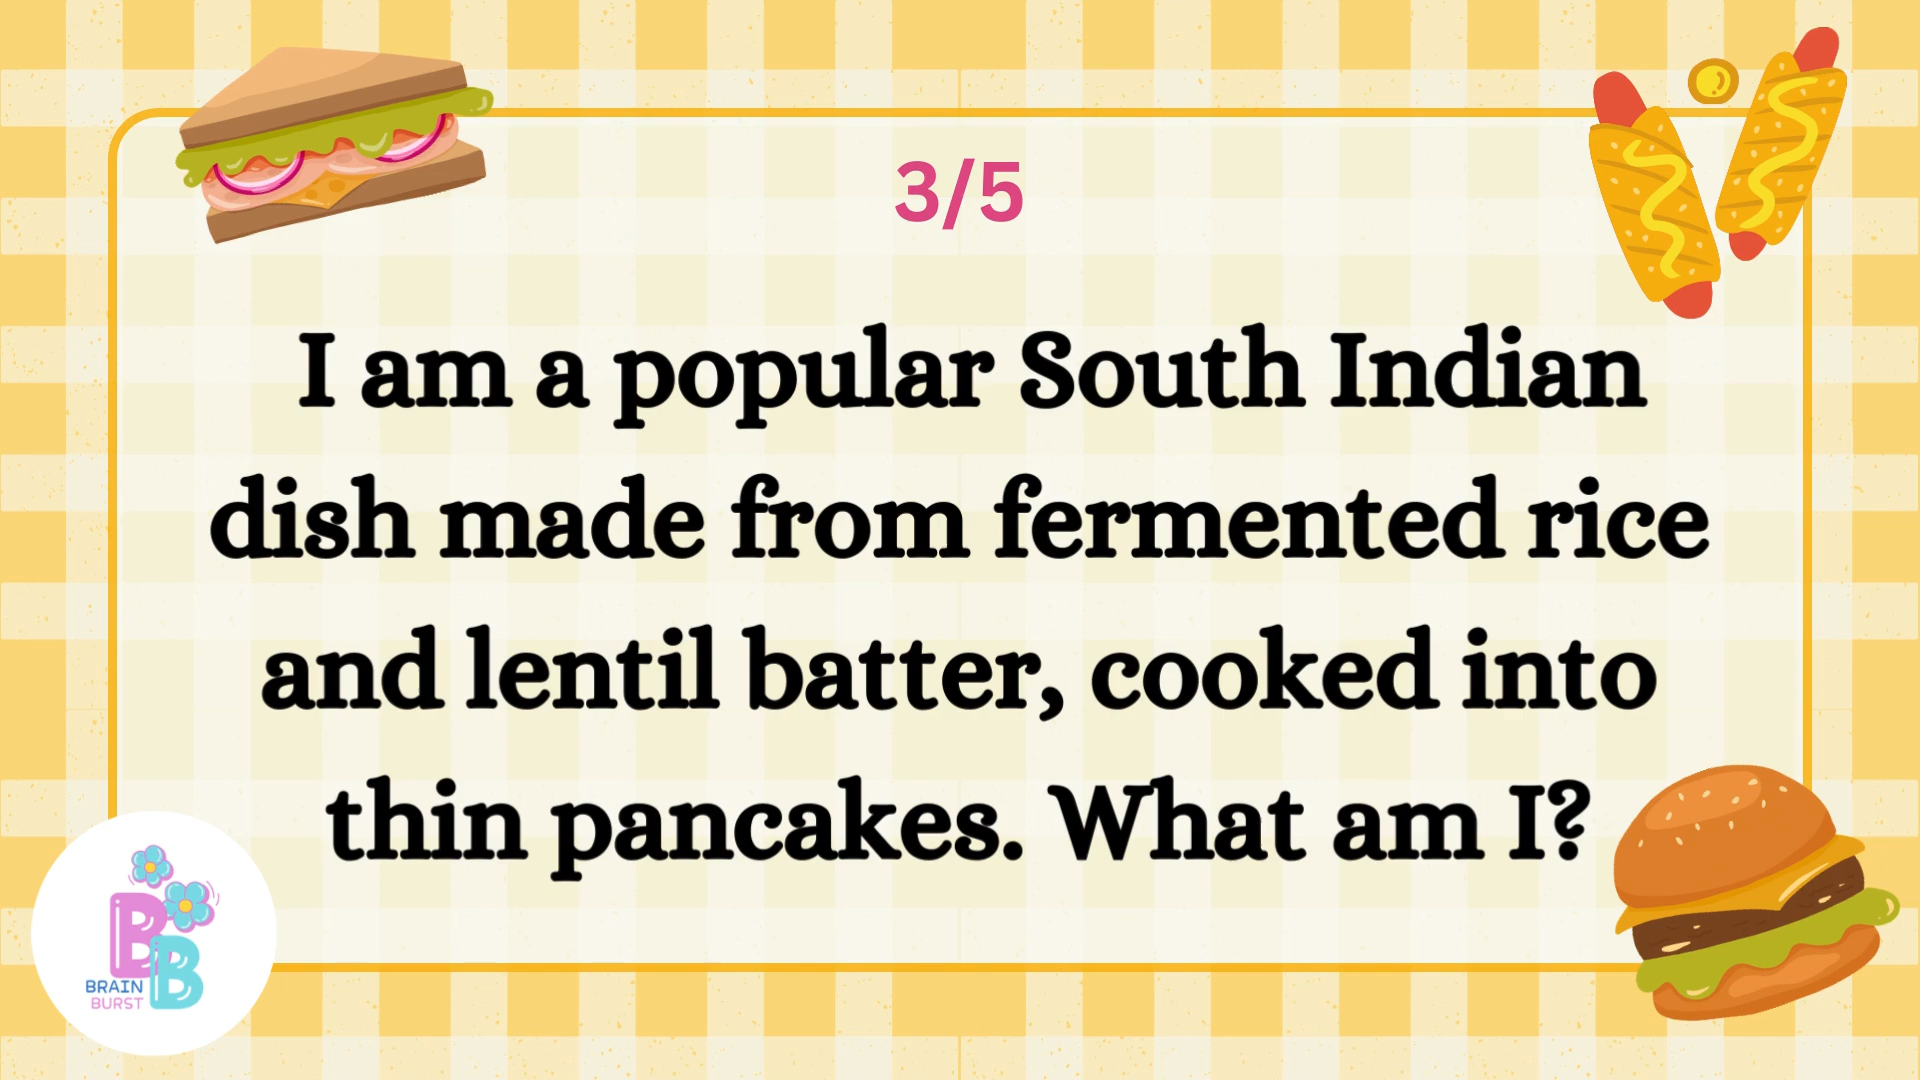 3/5
I am a popular South Indian
dish made from fermented rice
and lentil batter, cooked into
thin pancakes. What am I?
BB
BRAIN
BURST